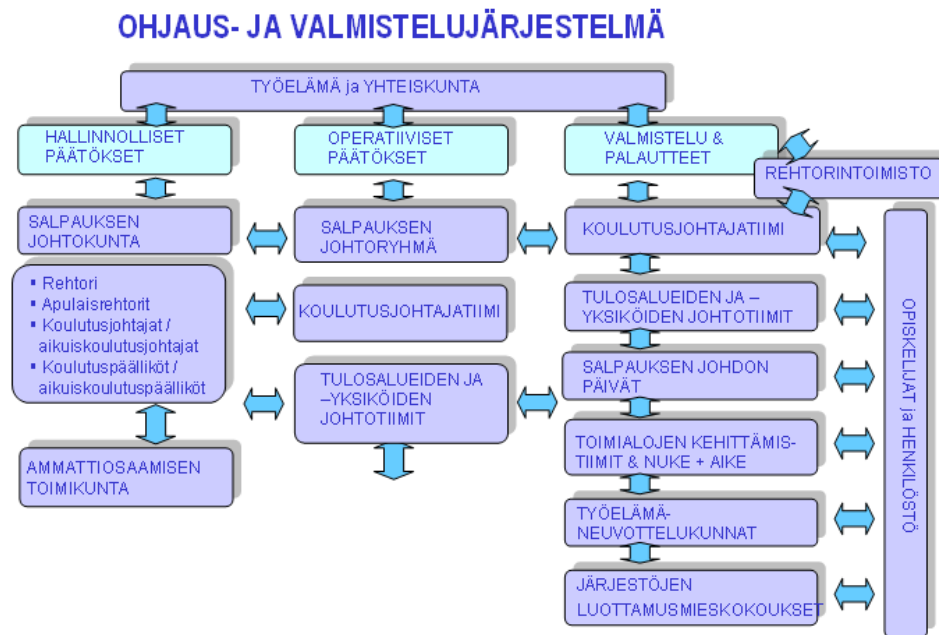 OHJAUS- JA VALMISTELUJÄRJESTELMÄ
TYÖELÄMÄ ja YHTEISKUNTA
HALLINNOLLISET
PÄÄTÖKSET
OPERATIIVISET
PÄÄTÖKSET
VALMISTELU &
PALAUTTEET
REHTORINTOIMISTO
SALPAUKSEN
JOHTOKUNTA
SALPAUKSEN
JOHTORYHMÄ
KOULUTUSJOHTAJATIIMI
▪ Rehtori
▪ Apulaisrehtorit
▪ Koulutusjohtajat /
aikuiskoulutusjohtajat
▪ Koulutuspäälliköt /
aikuiskoulutuspäälliköt
KOULUTUSJOHTAJATIIMI
TULOSALUEIDEN JA –
YKSIKÖIDEN JOHTOTIIMIT
TULOSALUEIDEN JA
–YKSIKÖIDEN
JOHTOTIIMIT
SALPAUKSEN JOHDON
PÄIVÄT
AMMATTIOSAAMISEN
TOIMIKUNTA
TOIMIALOJEN KEHITTÄMIS-
TIIMIT & NUKE + AIKE
TYÖELÄMÄ-
NEUVOTTELUKUNNAT
JÄRJESTÖJEN
LUOTTAMUSMIESKOKOUKSET
OPISKELIJAT ja HENKILÖSTÖ